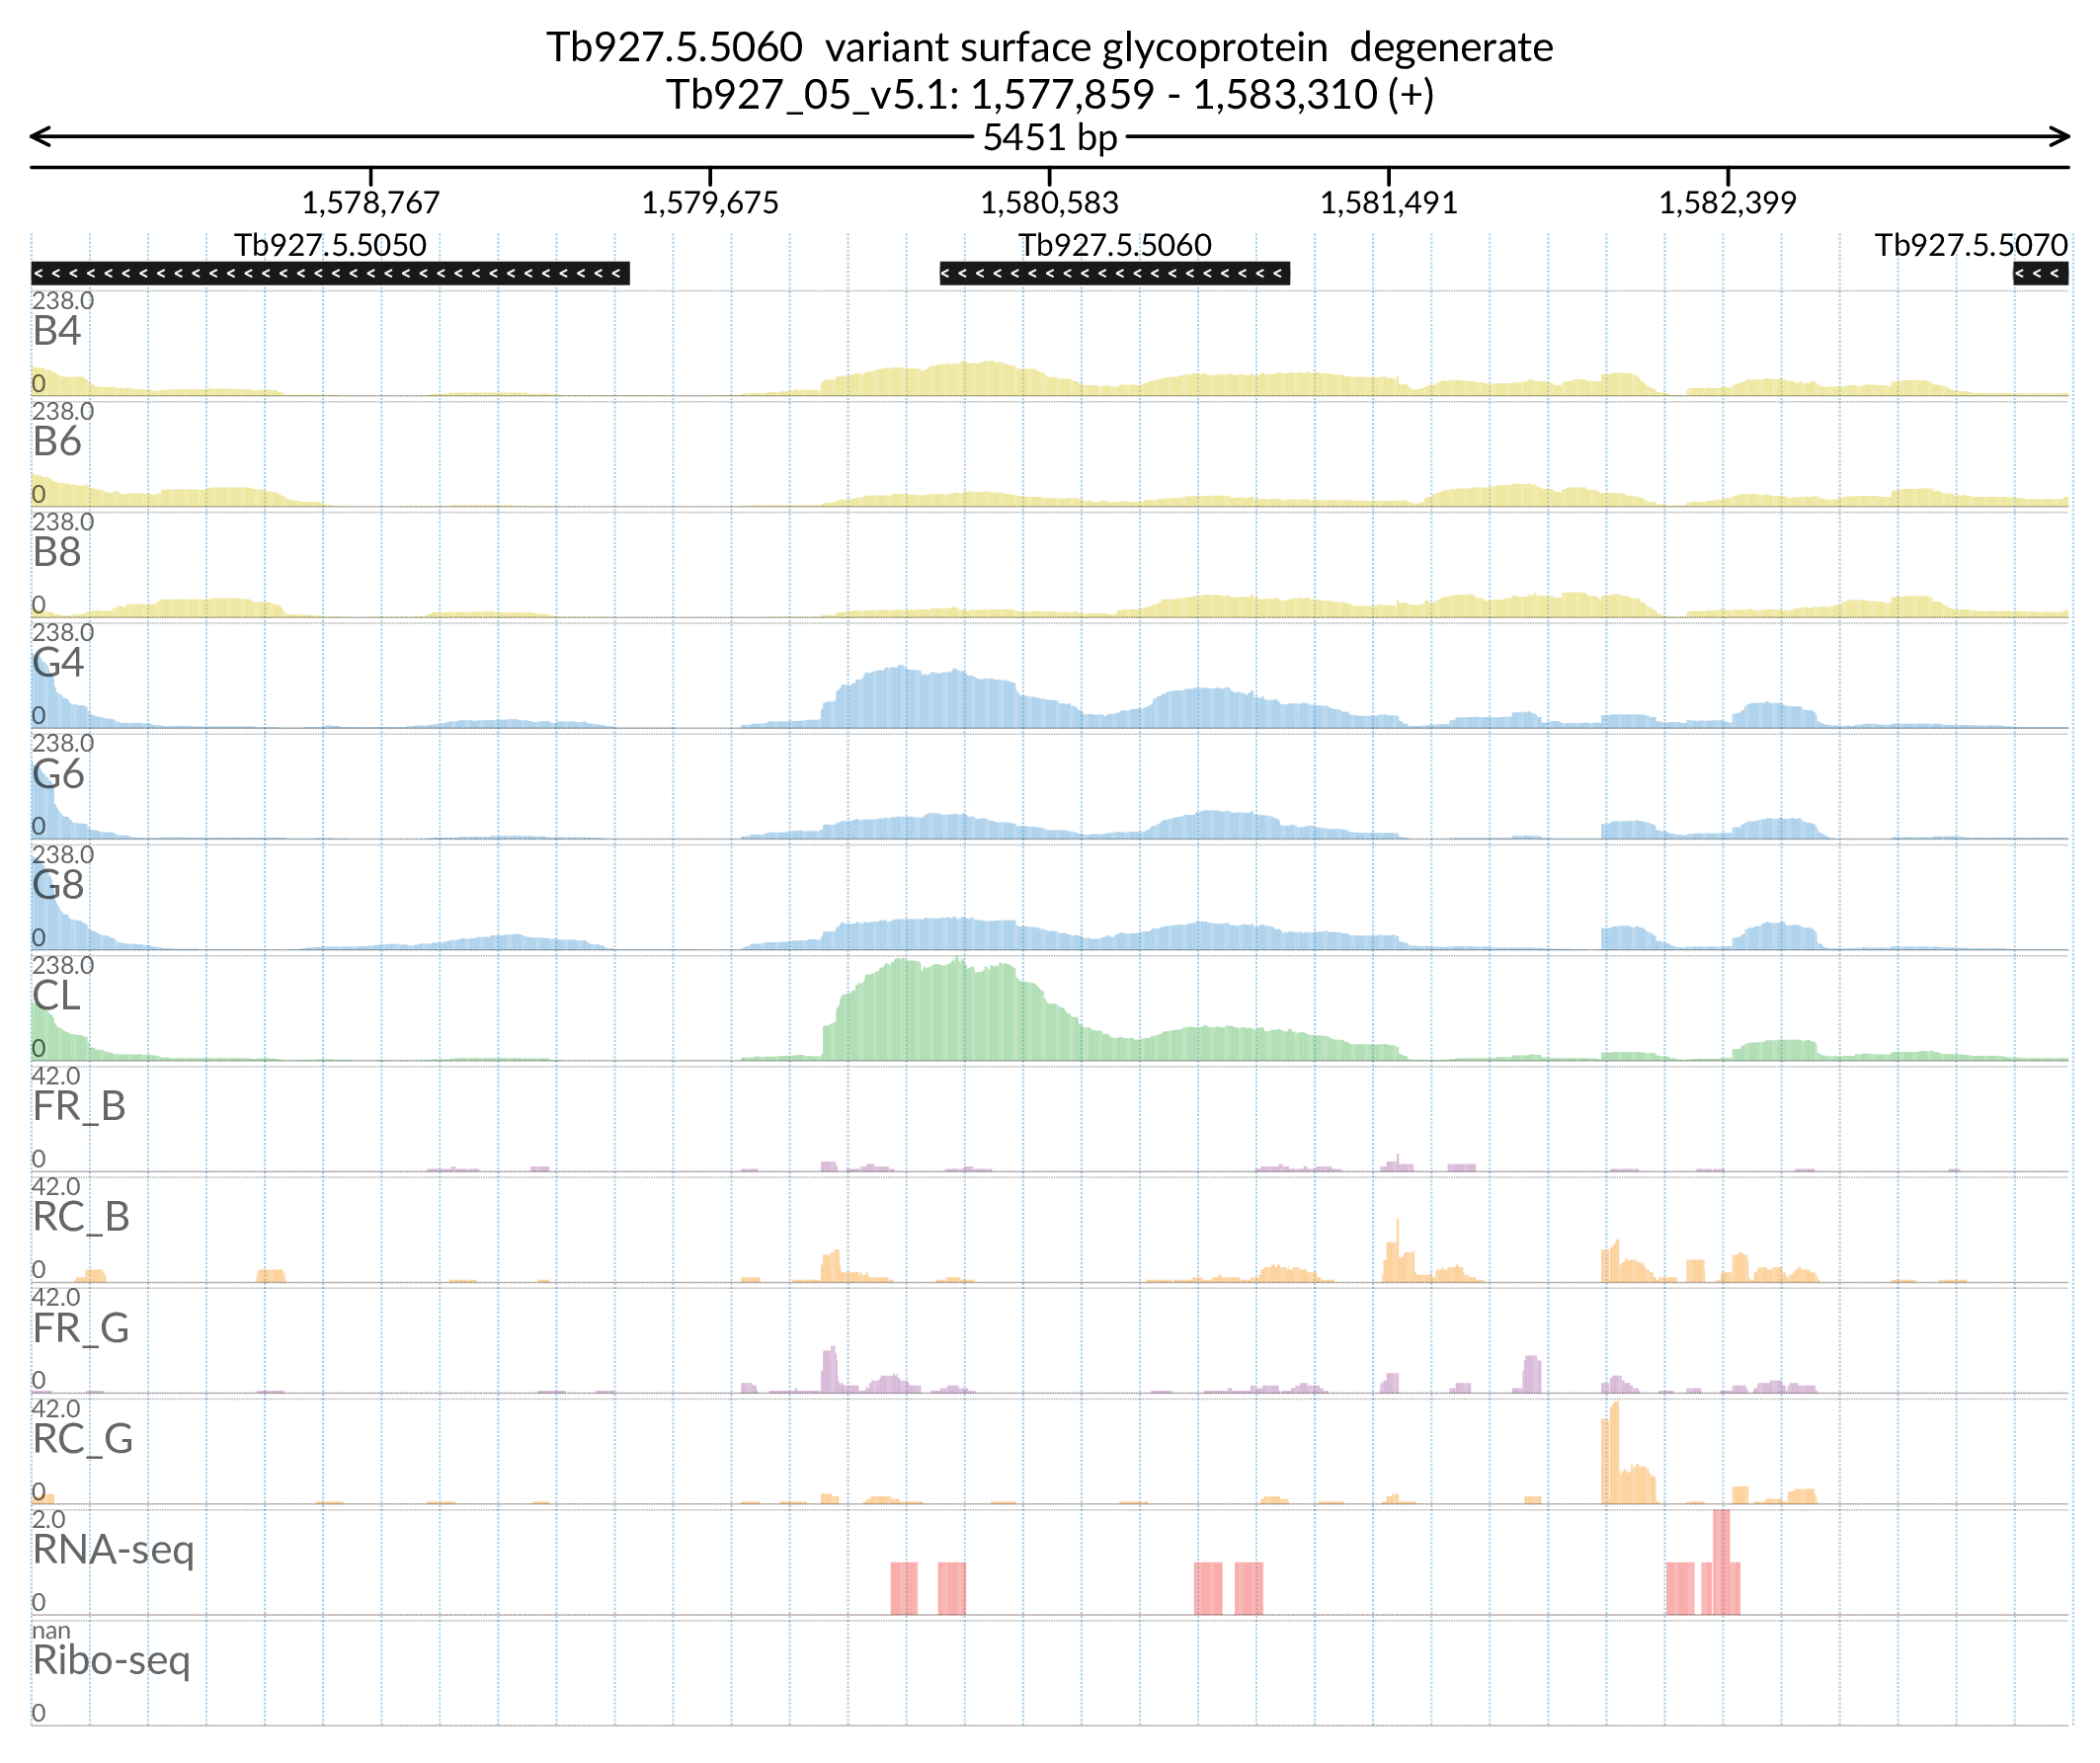 Tb927.5.5060 variant surface glycoprotein degenerate
Tb927_05_v5.1: 1,577,859 - 1,583,310 (+)
5451 bp
1,578,767 1,579,675 1,580,583 1,581,491 1,582,399
Tb927.5.5050 Tb927.5.5060 Tb927.5.5070
238.0
B4
0
238.0
B6
0
238.0
B8
0
238.0
G4
0
238.0
G6
0
238.0
G8
0
238.0
CL
0
42.0
FR_B
0
42.0
RC_B
0
42.0
FR_G
0
42.0
RC_G
0
2.0
RNA-seq
0
nan
Ribo-seq
0